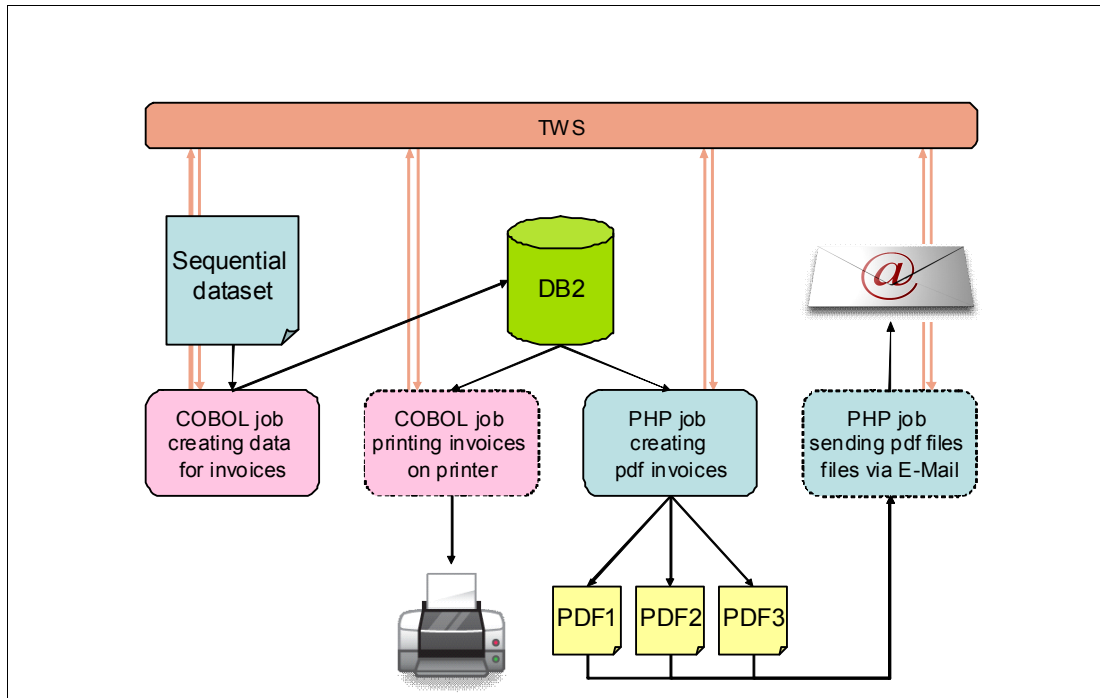 TWS
Sequential
dataset
DB2
@
COBOL job
creating data
for invoices
COBOL job
printing invoices
on printer
PHP job
creating
pdf invoices
PHP job
sending pdf files
files via E-Mail
PDF1
PDF2
PDF3